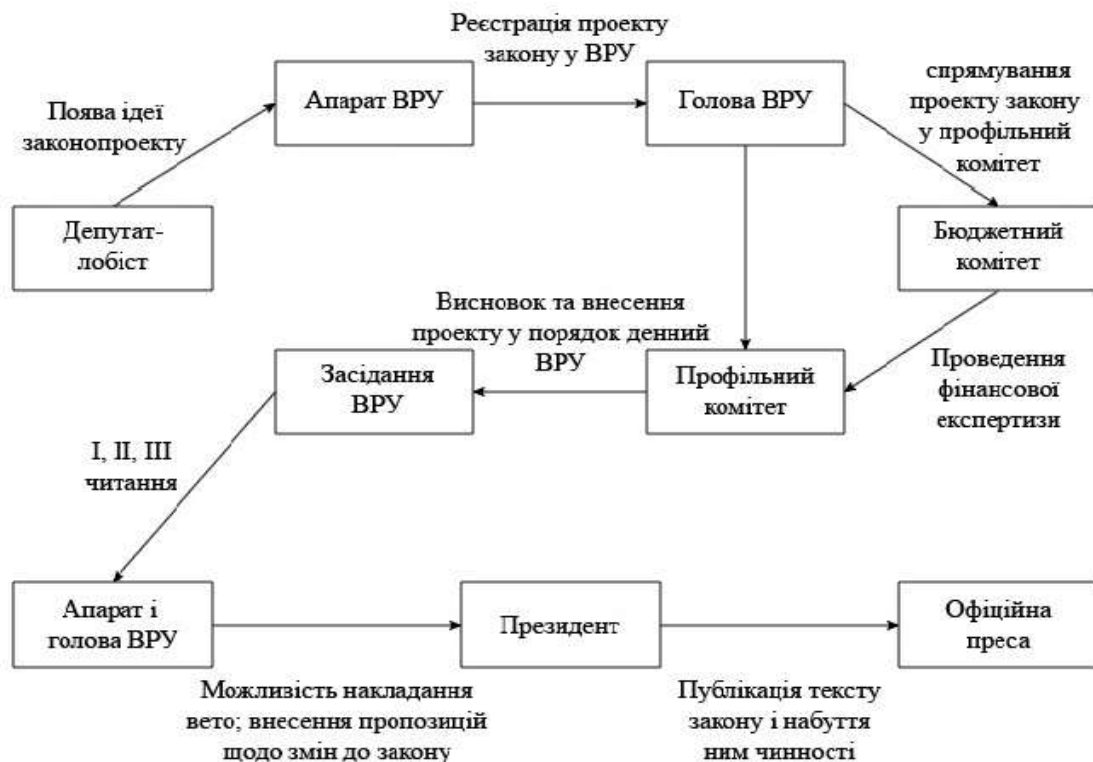 Реєстрація проекту
закону у ВРУ
Апарат ВРУ
Голова ВРУ
спрямування
проекту закону
у профільний
комітет
Поява ідеї
законопроекту
Депутат-
лобіст
Бюджетний
комітет
Висновок та внесення
проекту у порядок денний
ВРУ
Засідання
ВРУ
Профільний
комітет
Проведення
фінансової
експертизи
І, ІІ, ІІІ
читання
Апарат і
голова ВРУ
Президент
Офіційна
преса
Можливість накладання
вето; внесення пропозицій
щодо змін до закону
Публікація тексту
закону і набуття
ним чинності